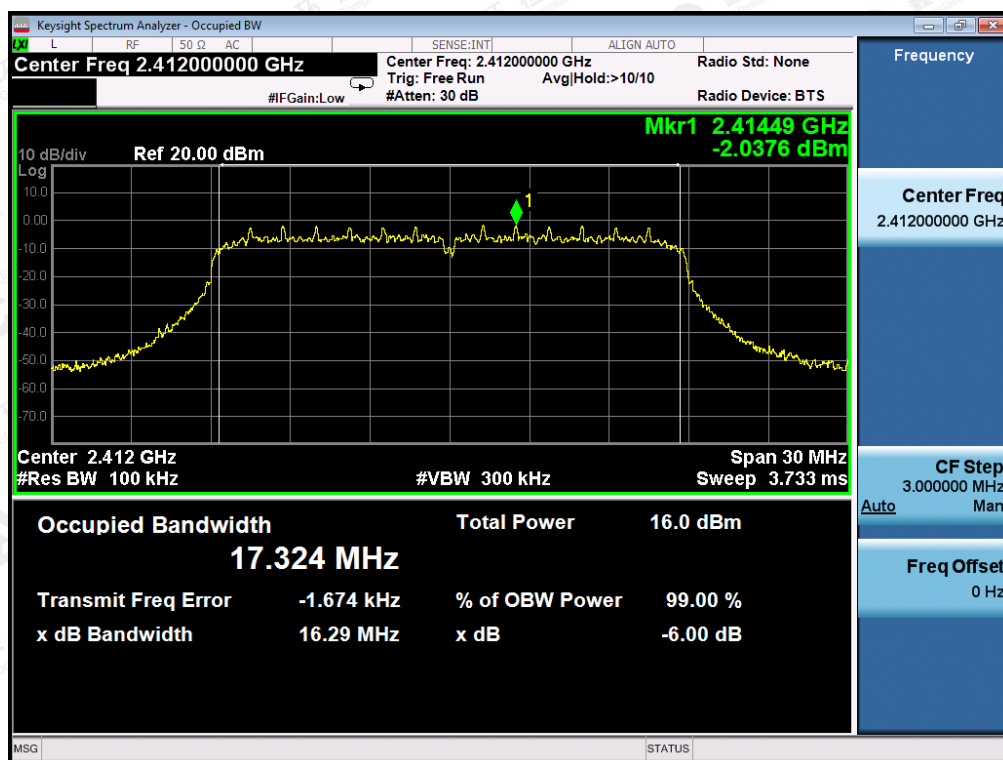 Keysight Spectrum Analyzer - Occupied BW
LXI L RF 50 Ω AC SENSE:INT ALIGN AUTO
Center Freq 2.412000000 GHz
#IFGain:Low
Center Freq: 2.412000000 GHz
Trig: Free Run Avg|Hold:>10/10
#Atten: 30 dB
Radio Std: None
Radio Device: BTS
Mkr1 2.41449 GHz
-2.0376 dBm
10 dB/div Ref 20.00 dBm
Log
10.0
0.00
-10.0
-20.0
-30.0
-40.0
-50.0
-60.0
-70.0
1
Center 2.412 GHz Span 30 MHz
#Res BW 100 kHz #VBW 300 kHz Sweep 3.733 ms
Occupied Bandwidth Total Power 16.0 dBm
17.324 MHz
Transmit Freq Error -1.674 kHz % of OBW Power 99.00 %
x dB Bandwidth 16.29 MHz x dB -6.00 dB
Frequency
Center Freq
2.412000000 GHz
CF Step
3.000000 MHz
Auto Man
Freq Offset
0 Hz
MSG STATUS